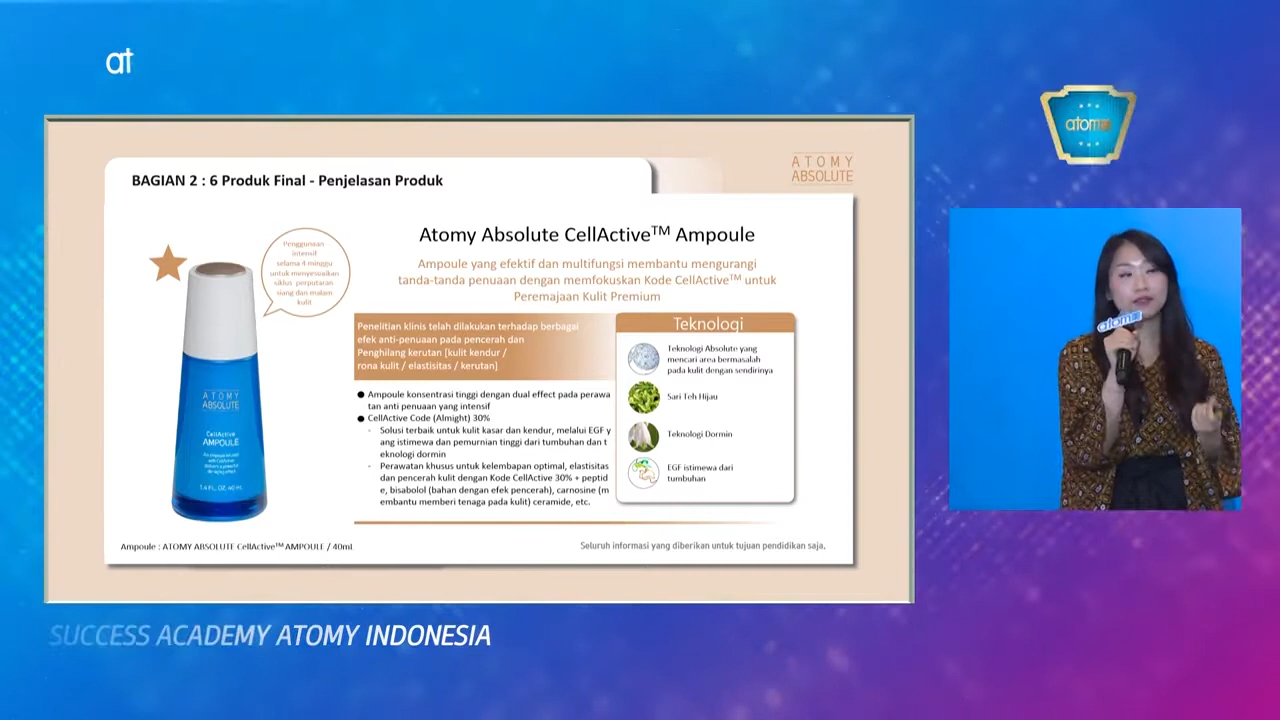 at
atom
ATOMY
ABSOLUTE
BAGIAN 2 : 6 Produk Final - Penjelasan Produk
Atomy Absolute CellActive™ Ampoule
Ampoule yang efektif dan multifungsi membantu mengurangi
tanda-tanda penuaan dengan memfokuskan Kode CellActive™ untuk
Peremajaan Kulit Premium
Penggunaan
intensif
selama 4 minggu
untuk menyesuaikan
siklus perputaran
siang dan malam
kulit
ATOMY
ABSOLUTE
CellActive
AMPOULE
1.4 FL. OZ. 40 mL
Penelitian klinis telah dilakukan terhadap berbagai
efek anti-penuaan pada pencerah dan
Penghilang kerutan [kulit kendur /
rona kulit / elastisitas / kerutan]
● Ampoule konsentrasi tinggi dengan dual effect pada perawa
tan anti penuaan yang intensif
● CellActive Code (Almight) 30%
- Solusi terbaik untuk kulit kasar dan kendur, melalui EGF y
ang istimewa dan pemurnian tinggi dari tumbuhan dan t
eknologi dormin
- Perawatan khusus untuk kelembapan optimal, elastisitas
dan pencerah kulit dengan Kode CellActive 30% + peptid
e, bisabolol (bahan dengan efek pencerah), carnosine (m
embantu memberi tenaga pada kulit) ceramide, etc.
Teknologi
Teknologi Absolute yang
mencari area bermasalah
pada kulit dengan sendirinya
Sari Teh Hijau
Teknologi Dormin
EGF istimewa dari
tumbuhan
Ampoule : ATOMY ABSOLUTE CellActive™ AMPOULE / 40mL
Seluruh informasi yang diberikan untuk tujuan pendidikan saja.
atom
SUCCESS ACADEMY ATOMY INDONESIA